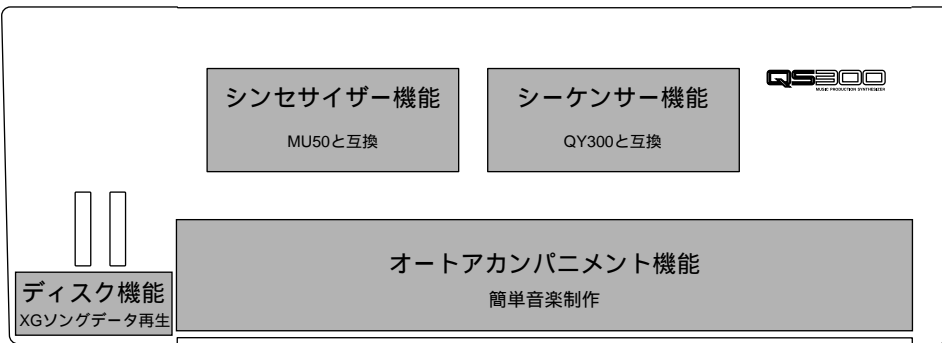 シンセサイザー機能
MU50と互換
シーケンサー機能
QY300と互換
QS300
MUSIC PRODUCTION SYNTHESIZER
オートアカンパニメント機能
簡単音楽制作
ディスク機能
XGソングデータ再生